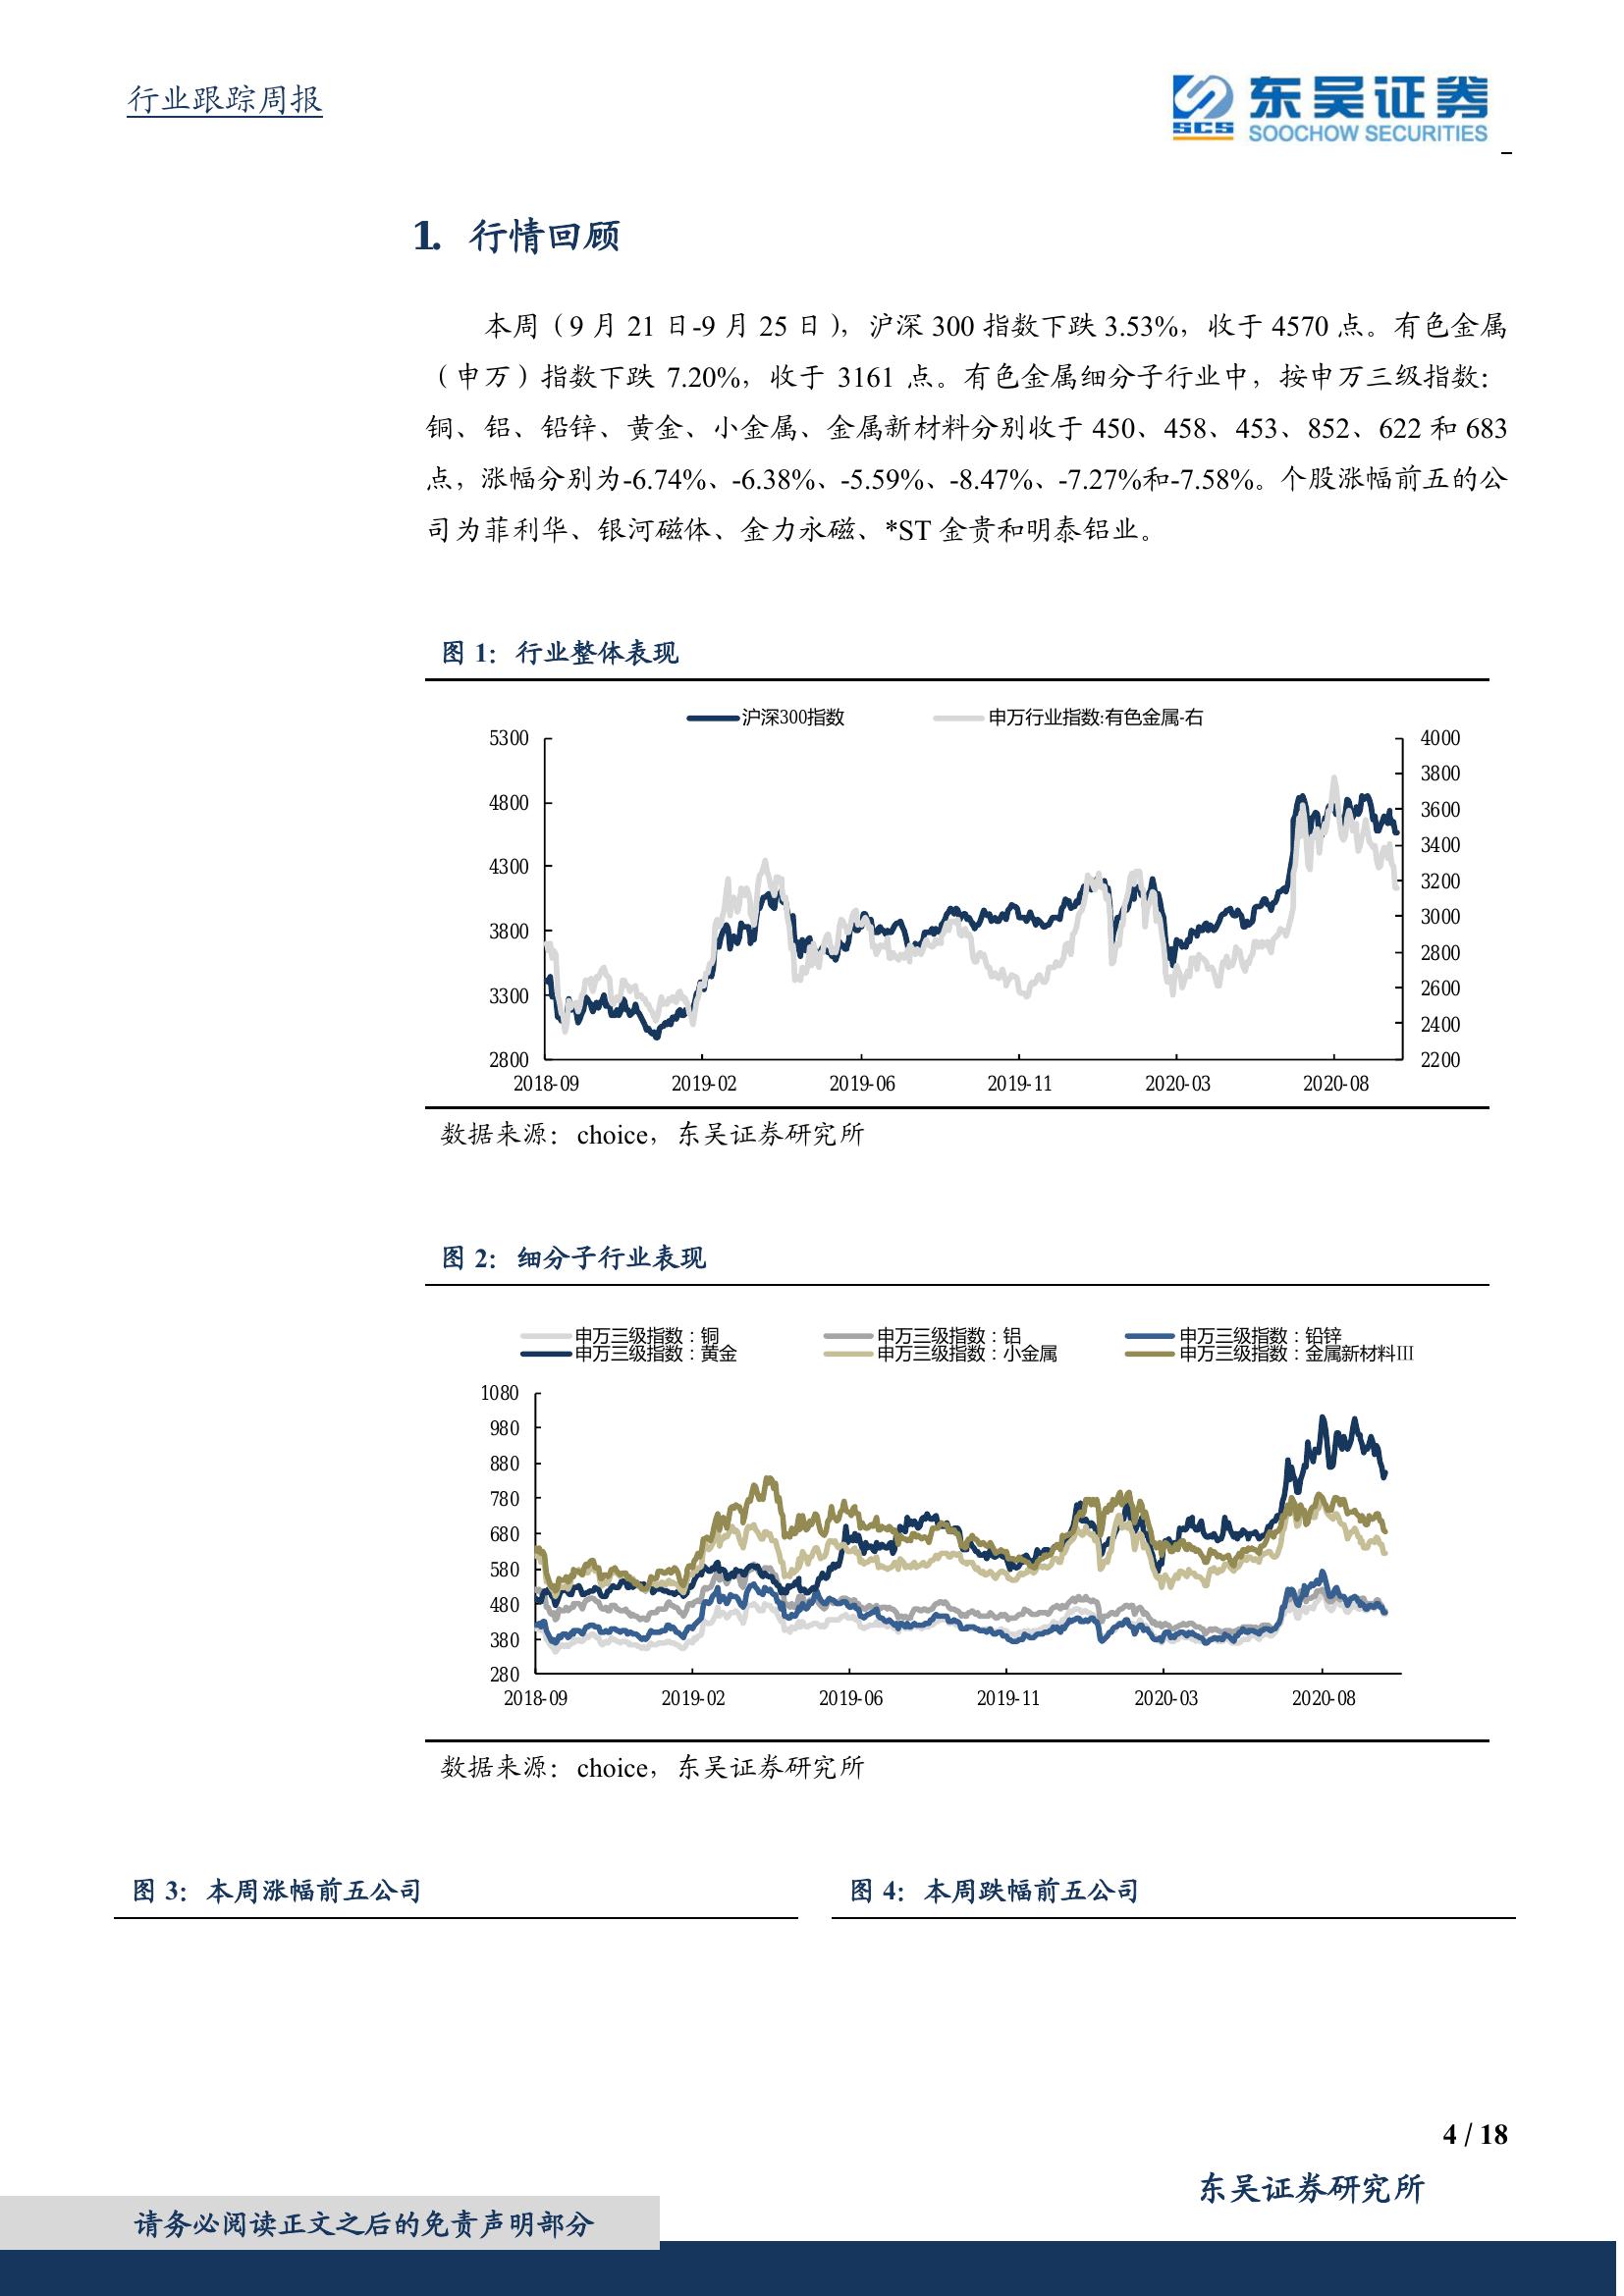 行业跟踪周报
东吴证券
SCS
SOOCHOW SECURITIES
1. 行情回顾
本周（9 月 21 日-9 月 25 日），沪深 300 指数下跌 3.53%，收于 4570 点。有色金属
（申万）指数下跌 7.20%，收于 3161 点。有色金属细分子行业中，按申万三级指数：
铜、铝、铅锌、黄金、小金属、金属新材料分别收于 450、458、453、852、622 和 683
点，涨幅分别为-6.74%、-6.38%、-5.59%、-8.47%、-7.27%和-7.58%。个股涨幅前五的公
司为菲利华、银河磁体、金力永磁、*ST 金贵和明泰铝业。
图 1：行业整体表现
沪深300指数 申万行业指数:有色金属-右
5300 4000
3800
4800 3600
3400
4300 3200
3000
3800 2800
3300 2600
2400
2800 2200
2018-09 2019-02 2019-06 2019-11 2020-03 2020-08
数据来源：choice，东吴证券研究所
图 2：细分子行业表现
申万三级指数：铜 申万三级指数：铝 申万三级指数：铅锌
申万三级指数：黄金 申万三级指数：小金属 申万三级指数：金属新材料III
1080
980
880
780
680
580
480
380
280
2018-09 2019-02 2019-06 2019-11 2020-03 2020-08
数据来源：choice，东吴证券研究所
图 3：本周涨幅前五公司 图 4：本周跌幅前五公司
4 / 18
东吴证券研究所
请务必阅读正文之后的免责声明部分